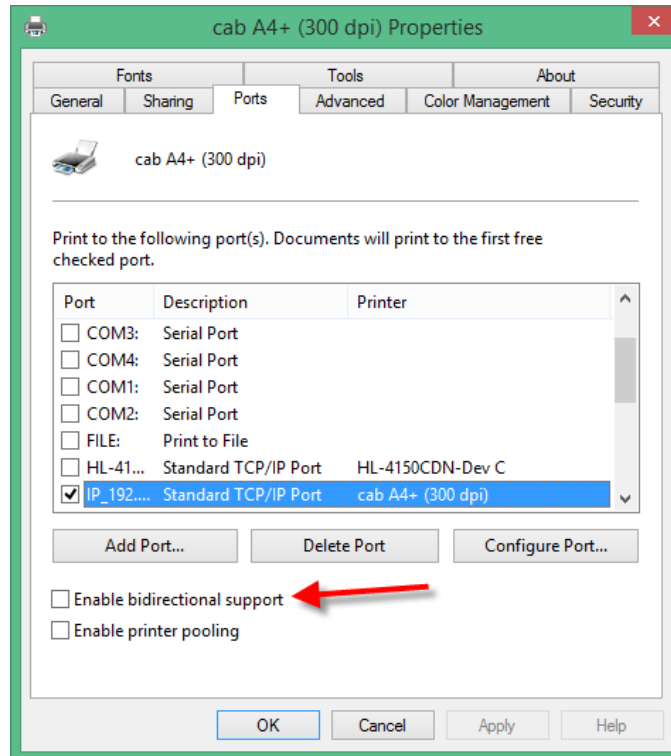 cab A4+ (300 dpi) Properties
Fonts Tools About
General Sharing Ports Advanced Color Management Security
cab A4+ (300 dpi)
Print to the following port(s). Documents will print to the first free
checked port.
Port Description Printer
COM3: Serial Port
COM4: Serial Port
COM1: Serial Port
COM2: Serial Port
FILE: Print to File
HL-41... Standard TCP/IP Port HL-4150CDN-Dev C
IP_192.... Standard TCP/IP Port cab A4+ (300 dpi)
Add Port... Delete Port Configure Port...
Enable bidirectional support
Enable printer pooling
OK Cancel Apply Help